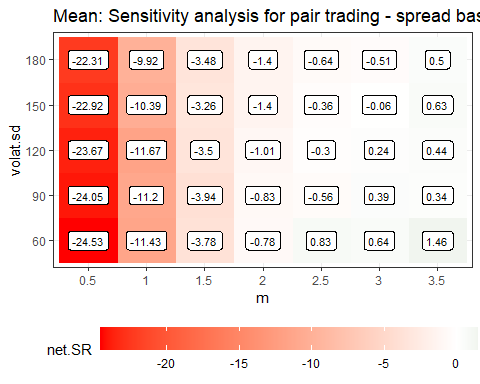 Mean: Sensitivity analysis for pair trading - spread bas
volat.sd
180 -22.31 -9.92 -3.48 -1.4 -0.64 -0.51 0.5
150 -22.92 -10.39 -3.26 -1.4 -0.36 -0.06 0.63
120 -23.67 -11.67 -3.5 -1.01 -0.3 0.24 0.44
90 -24.05 -11.2 -3.94 -0.83 -0.56 0.39 0.34
60 -24.53 -11.43 -3.78 -0.78 0.83 0.64 1.46
0.5 1 1.5 2 2.5 3 3.5
m
net.SR
-20 -15 -10 -5 0